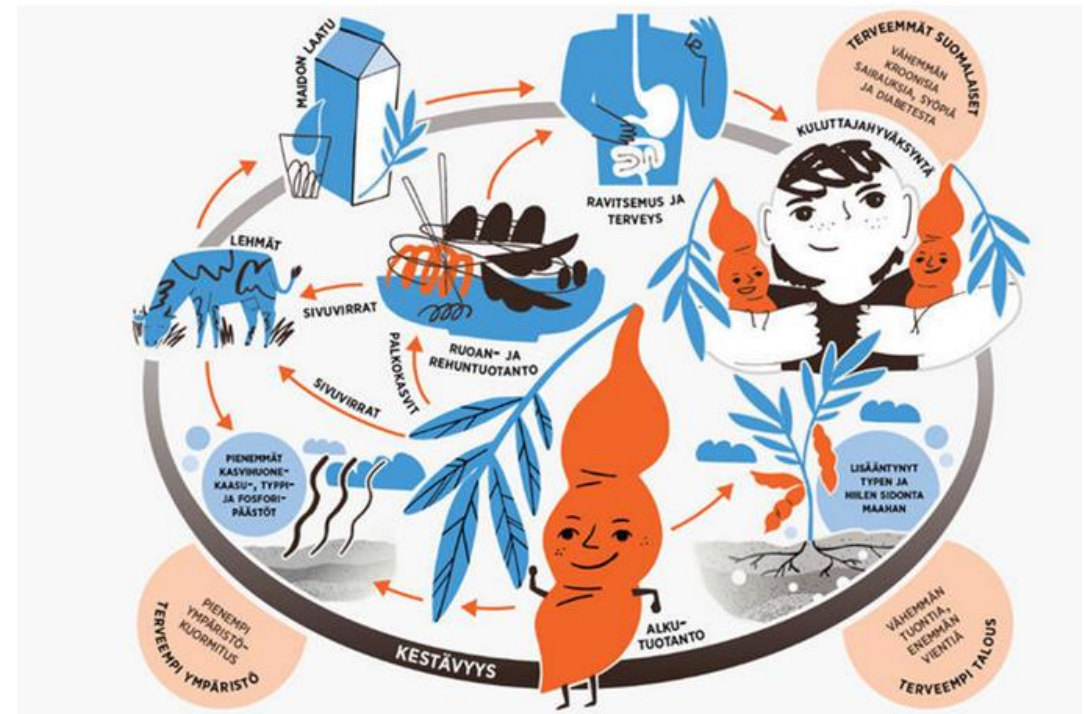 MAIDON LAATU
TERVEEMMÄT SUOMALAISET
VÄHEMMÄN
KROONISIA
SAIRAUKSIA, SYÖPIÄ
JA DIABETESTA
KULUTTAJAHYVÄKSYNTÄ
RAVITSEMUS JA
TERVEYS
LEHMÄT
SIVUVIRRAT
RUOAN- JA
REHUNTUOTANTO
PALKOKASVIT
SIVUVIRRAT
PIENEMMÄT
KASVIHUONE-
KAASU-, TYPPI-
JA FOSFORI-
PÄÄSTÖT
LISÄÄNTYNYT
TYPEN JA
HIILEN SIDONTA
MAAHAN
PIENEMPI
YMPÄRISTÖ-
KUORMITUS
TERVEEMPI YMPÄRISTÖ
KESTÄVYYS
ALKU-
TUOTANTO
VÄHEMMÄN
TUONTIA,
ENEMMÄN
VIENTIÄ
TERVEEMPI TALOUS